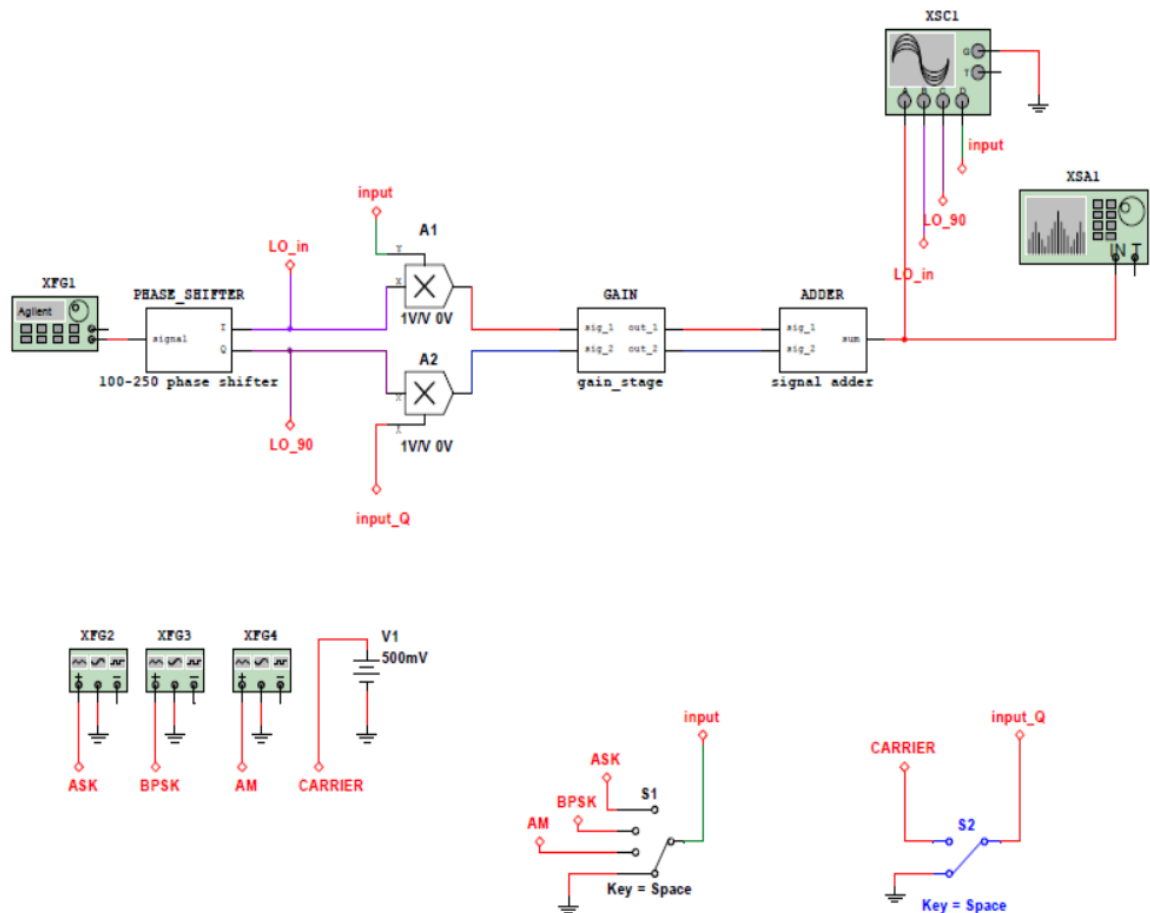 XSC1
G
T
A B C D
input
XSA1
IN T
LO_90
LO_in
input
A1
Y
X
1V/V 0V
LO_in
XFG1
Agilent
PHASE_SHIFTER
signal
I
Q
100-250 phase shifter
LO_90
A2
X
Y
1V/V 0V
input_Q
GAIN
sig_1 out_1
sig_2 out_2
gain_stage
ADDER
sig_1
sig_2
sum
signal adder
XFG2 XFG3 XFG4
V1
500mV
ASK BPSK AM CARRIER
input
ASK
S1
BPSK
AM
Key = Space
input_Q
CARRIER
S2
Key = Space